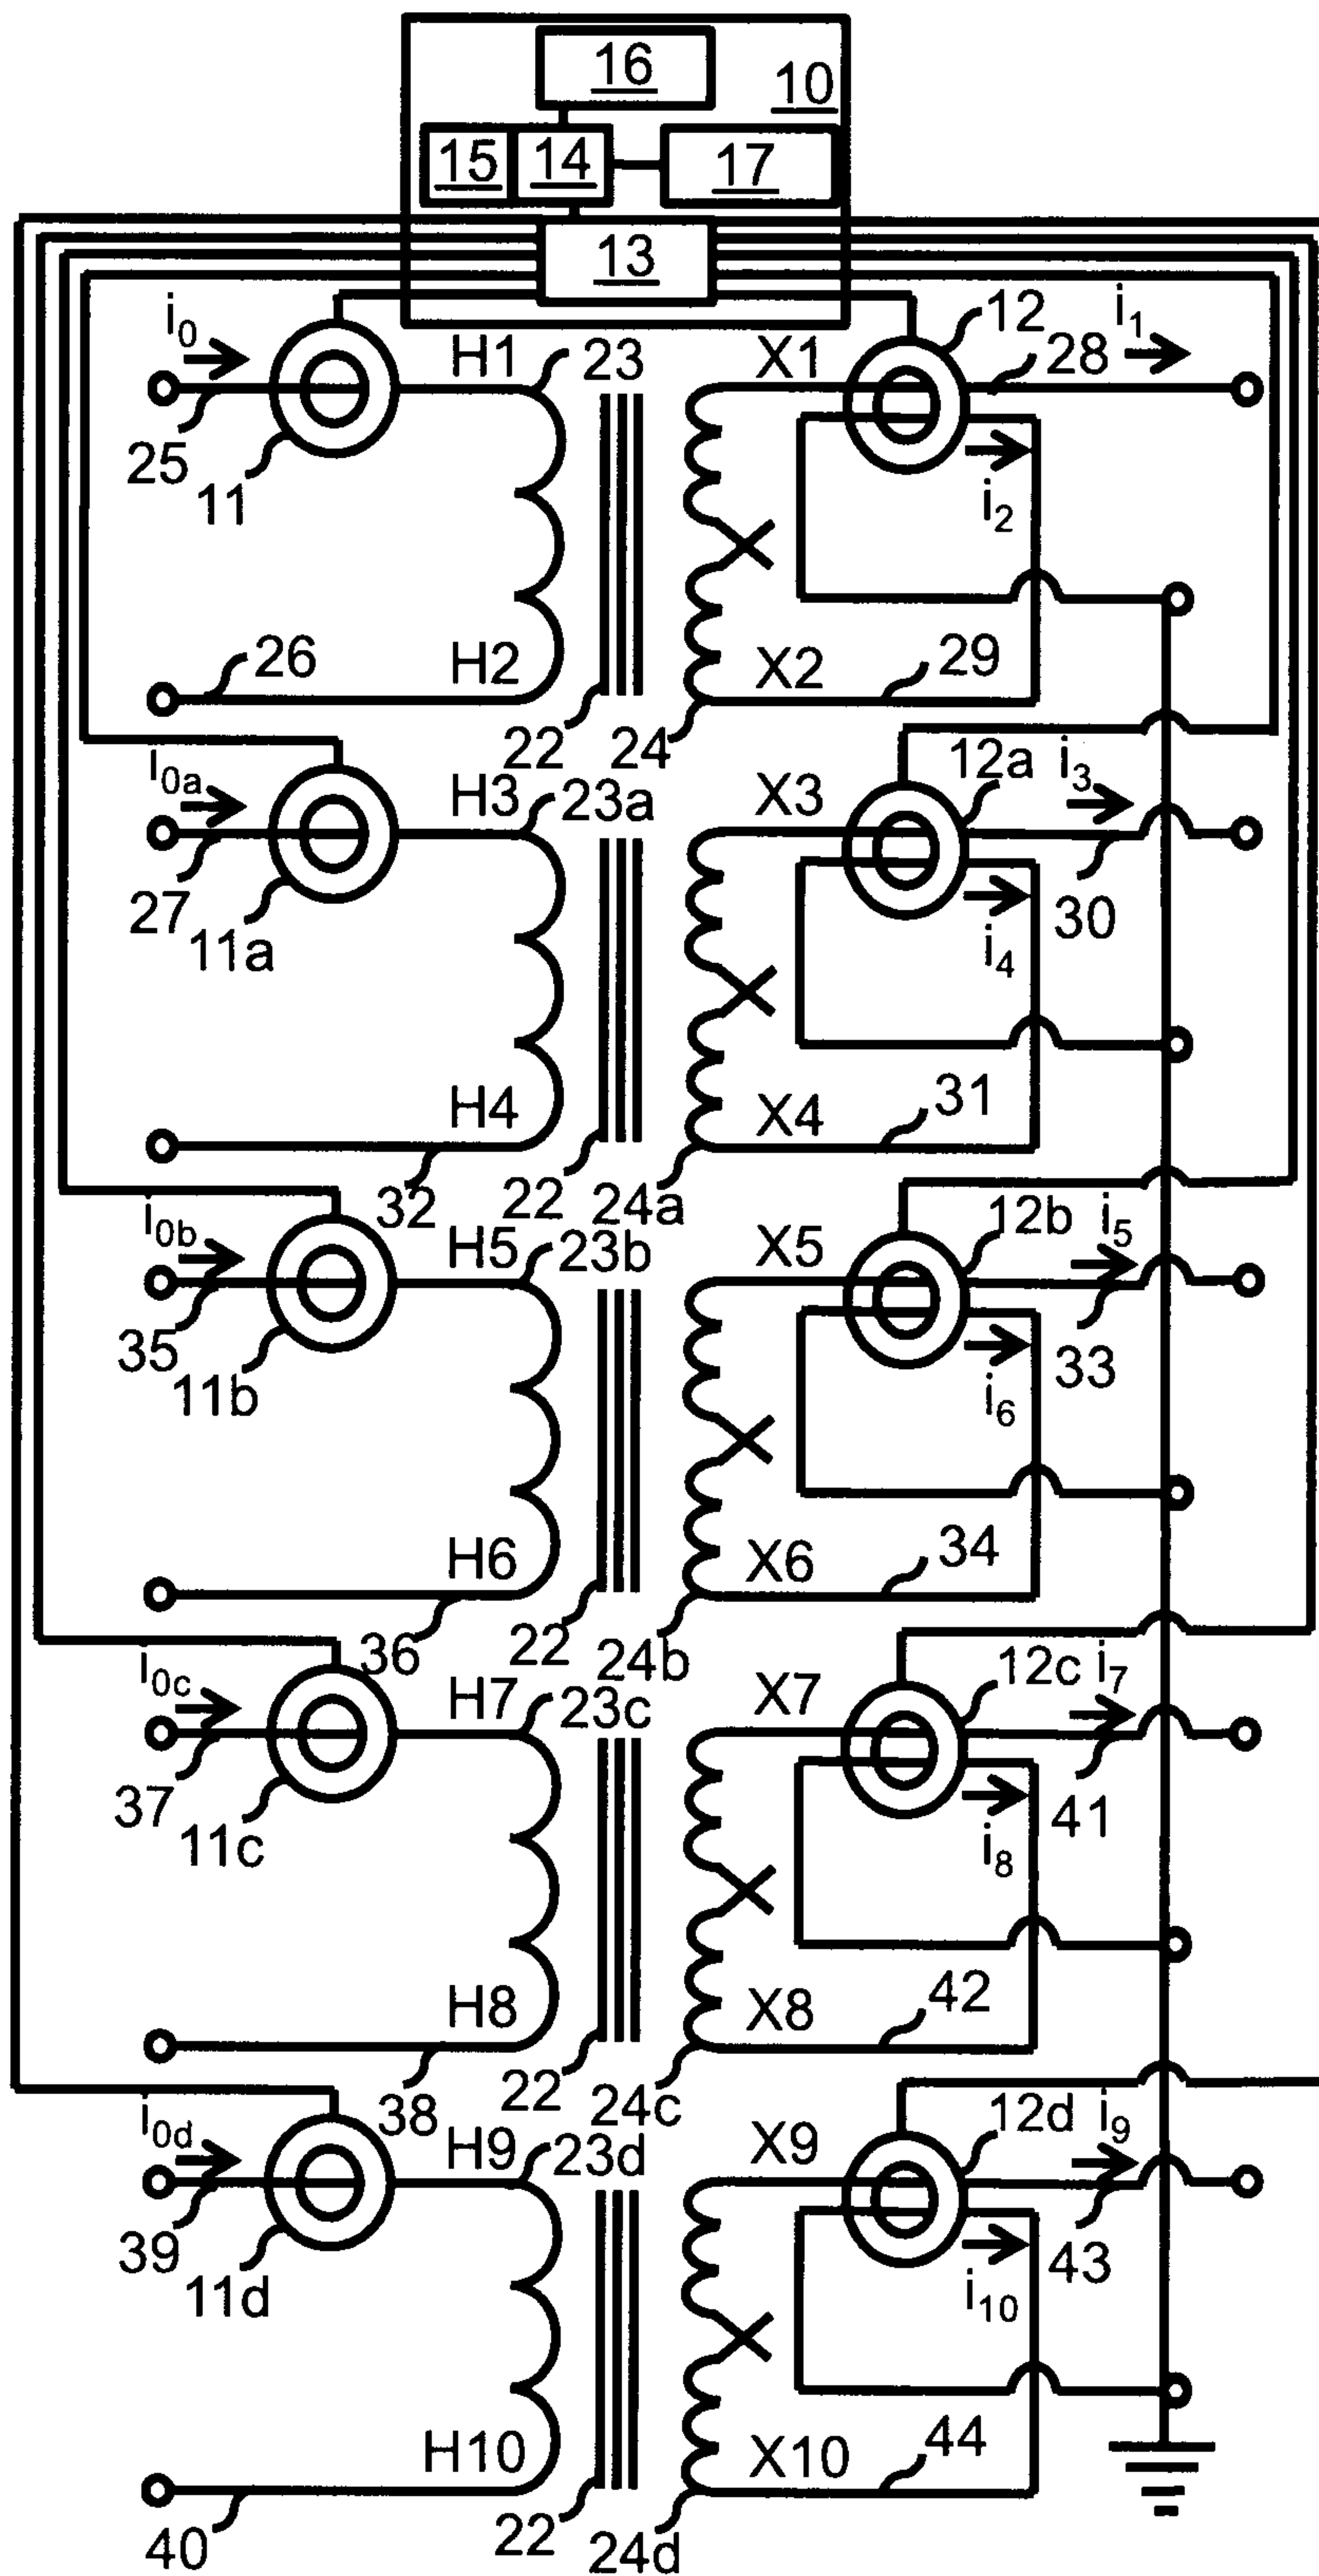 16
10
15 14 17
13
i0
12
i1
H1 23
X1
28
25
11
i2
26
H2
X2
29
22
24
i0a
H3 23a
X3
12a
i3
27
11a
i4
30
H4
X4
31
32
22
24a
i0b
H5 23b
X5
12b
i5
35
11b
i6
33
H6
X6
34
36
22
24b
i0c
H7 23c
X7
12c
i7
37
11c
i8
41
H8
X8
42
38
22
24c
i0d
H9 23d
X9
12d
i9
39
11d
i10
43
H10
X10
44
40
22
24d